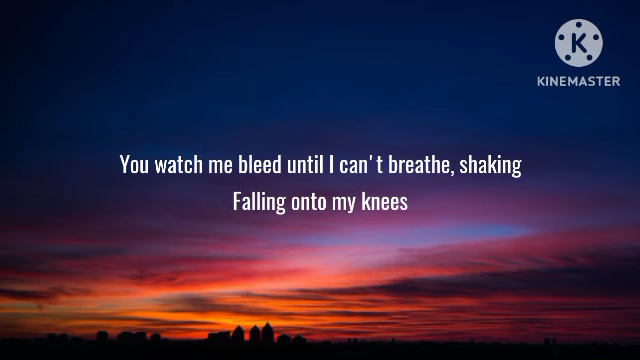 K
KINEMASTER
You watch me bleed until I can't breathe, shaking
Falling onto my knees